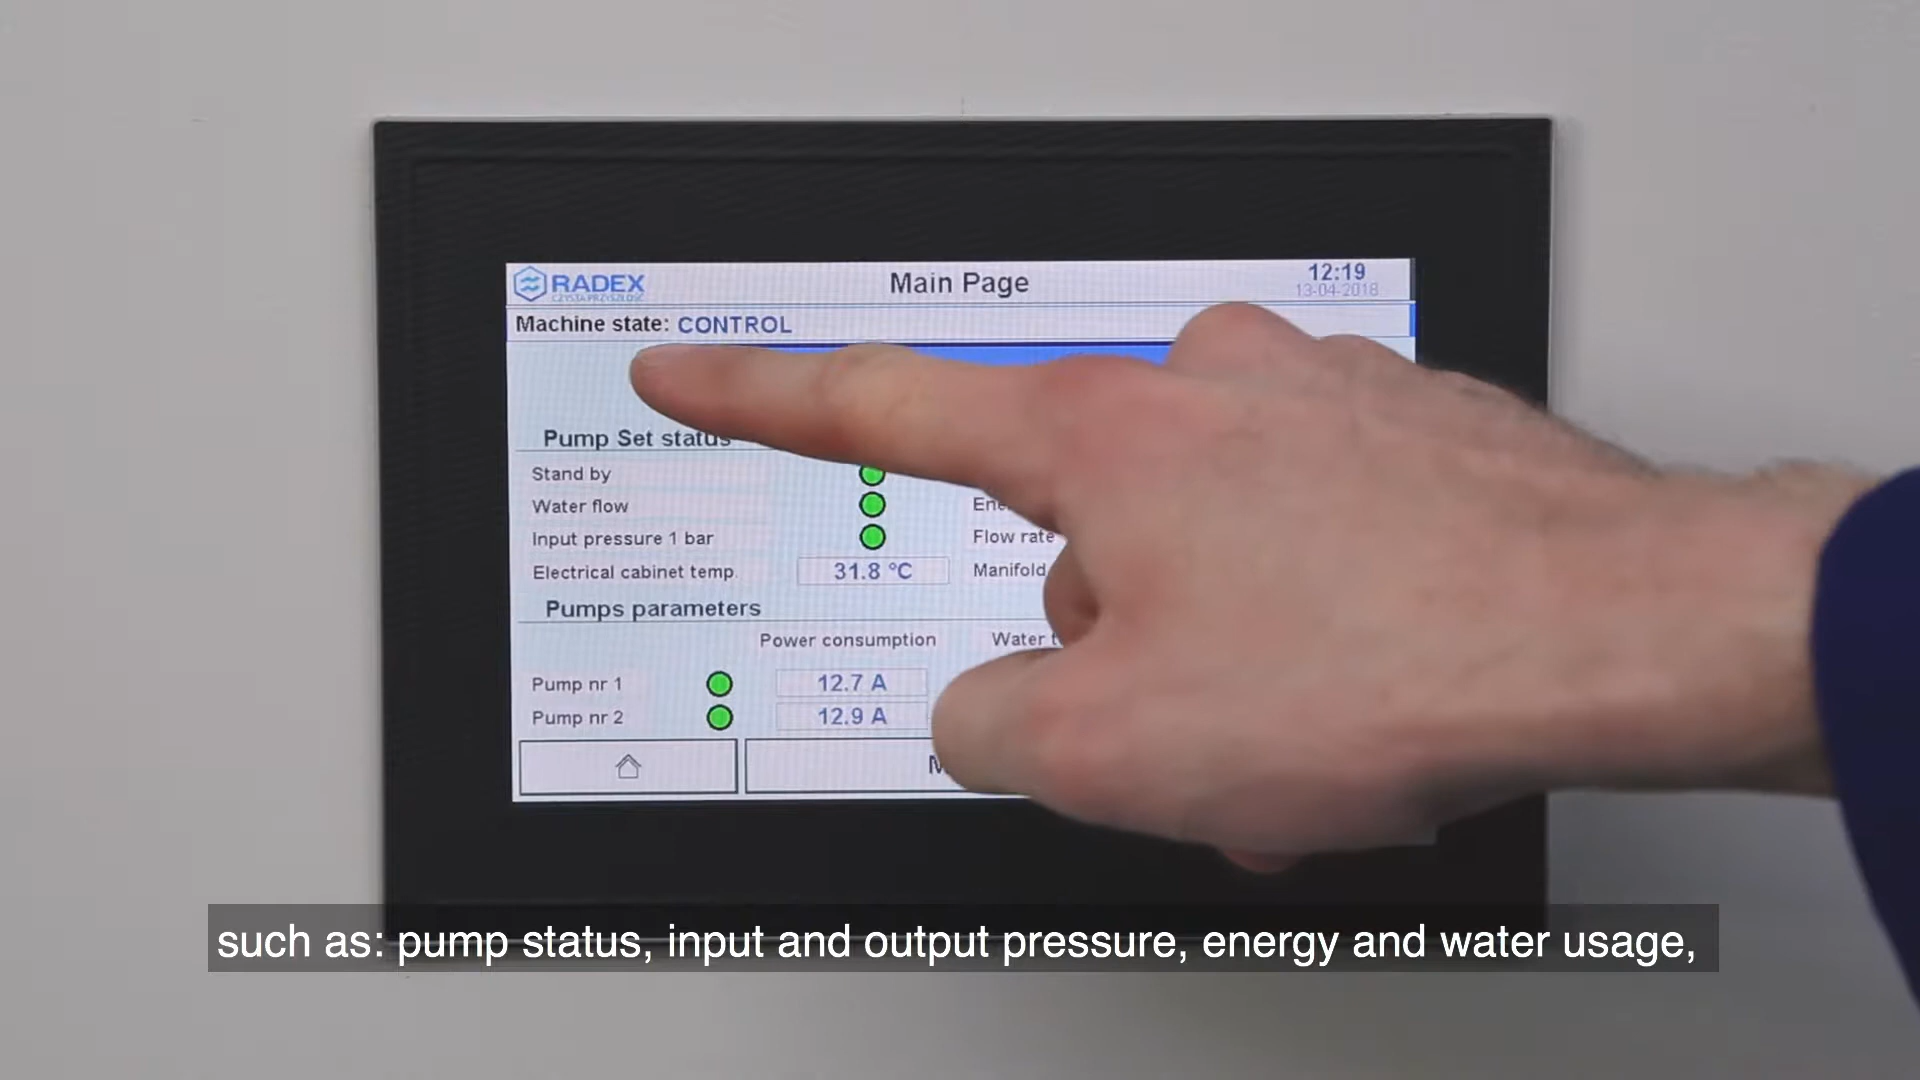 RADEX
CZYSTA PRZYSZŁOŚĆ
Main Page
12:19
13-04-2018
Machine state: CONTROL
Pump Set status
Stand by
Water flow
Input pressure 1 bar
Flow rate
Electrical cabinet temp.
31.8 °C
Manifold
Pumps parameters
Power consumption
Water
Pump nr 1
12.7 A
Pump nr 2
12.9 A
such as: pump status, input and output pressure, energy and water usage,